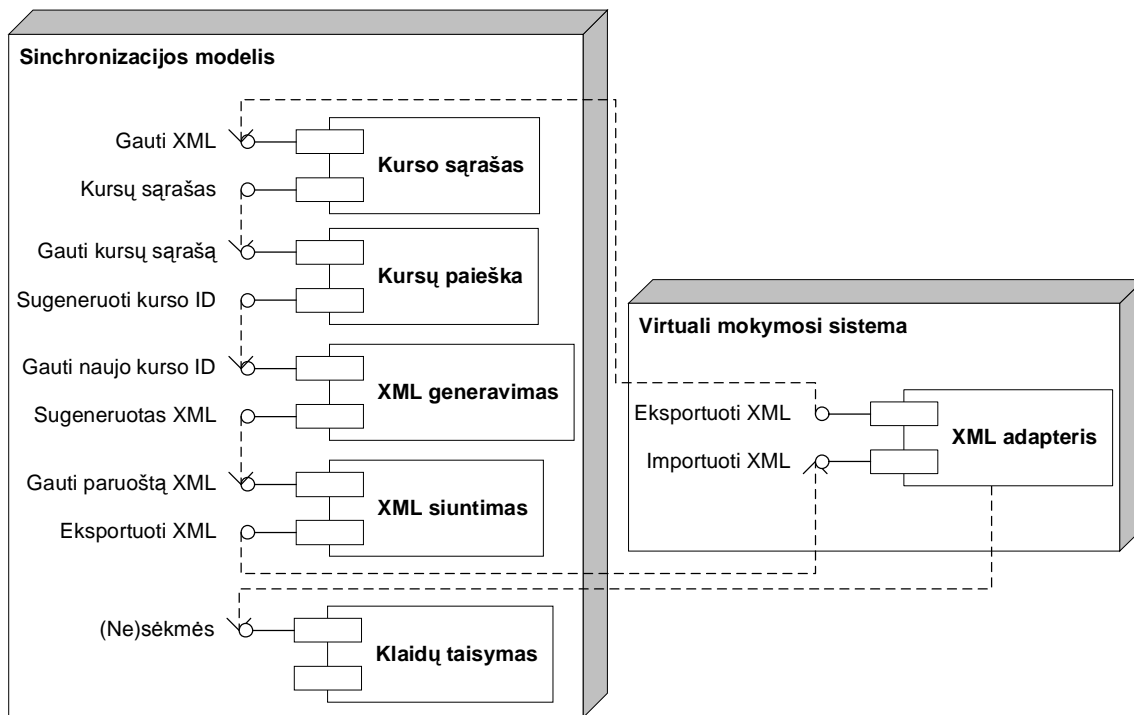 Sinchronizacijos modelis
Gauti XML
Kurso sąrašas
Kursų sąrašas
Gauti kursų sąrašą
Kursų paieška
Sugeneruoti kurso ID
Gauti naujo kurso ID
XML generavimas
Sugeneruotas XML
Gauti paruoštą XML
XML siuntimas
Eksportuoti XML
(Ne)sėkmės
Klaidų taisymas
Virtuali mokymosi sistema
Eksportuoti XML
XML adapteris
Importuoti XML